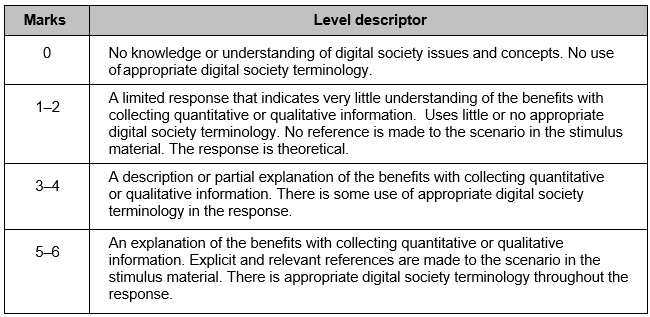 Marks Level descriptor
0
No knowledge or understanding of digital society issues and concepts. No use
of appropriate digital society terminology.
1–2
A limited response that indicates very little understanding of the benefits with
collecting quantitative or qualitative information.  Uses little or no appropriate
digital society terminology. No reference is made to the scenario in the stimulus
material. The response is theoretical.
3–4
A description or partial explanation of the benefits with collecting quantitative
or qualitative information. There is some use of appropriate digital society
terminology in the response.
5–6
An explanation of the benefits with collecting quantitative or qualitative
information. Explicit and relevant references are made to the scenario in the
stimulus material. There is appropriate digital society terminology throughout the
response.